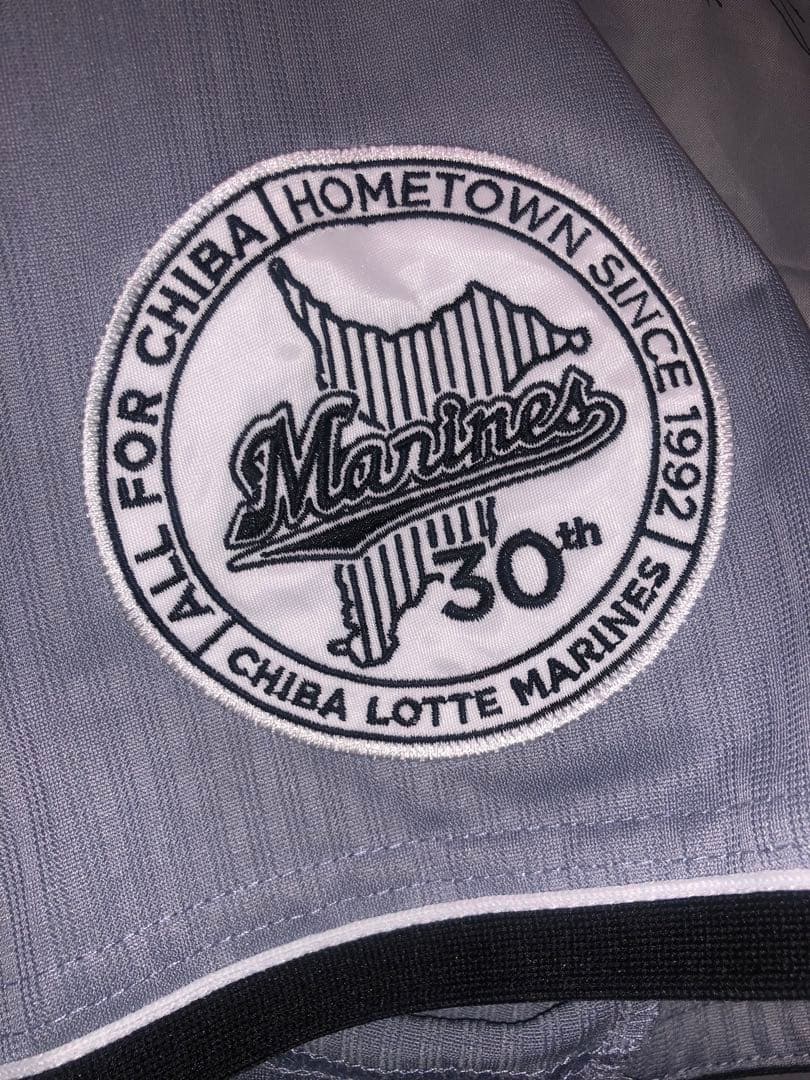 ALL FOR CHIBA
HOMETOWN SINCE 1992
Marines
30th
CHIBA LOTTE MARINES